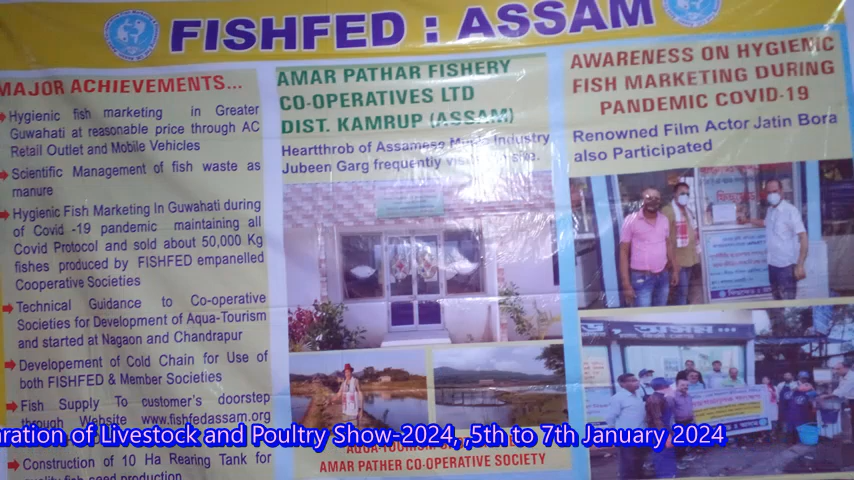 FISHFED : ASSAM
MAJOR ACHIEVEMENTS...
Hygienic fish marketing in Greater
Guwahati at reasonable price through AC
Retail Outlet and Mobile Vehicles
Scientific Management of fish waste as
manure
Hygienic Fish Marketing In Guwahati during
of Covid -19 pandemic maintaining all
Covid Protocol and sold about 50,000 Kg
fishes produced by FISHFED empanelled
Cooperative Societies
Technical Guidance to Co-operative
Societies for Development of Aqua-Tourism
and started at Nagaon and Chandrapur
Developement of Cold Chain for Use of
both FISHFED & Member Societies
Fish Supply To customer's doorstep
through Website www.fishfedassam.org
Construction of 10 Ha Rearing Tank for
AMAR PATHAR FISHERY
CO-OPERATIVES LTD
DIST. KAMRUP (ASSAM)
Heartthrob of Assamese Music Industry
Jubeen Garg frequently
AQUA-TOURISM
AMAR PATHER CO-OPERATIVE SOCIETY
AWARENESS ON HYGIENIC
FISH MARKETING DURING
PANDEMIC COVID-19
Renowned Film Actor Jatin Bora
also Participated
of Livestock and Poultry Show-2024, ,5th to 7th January 2024